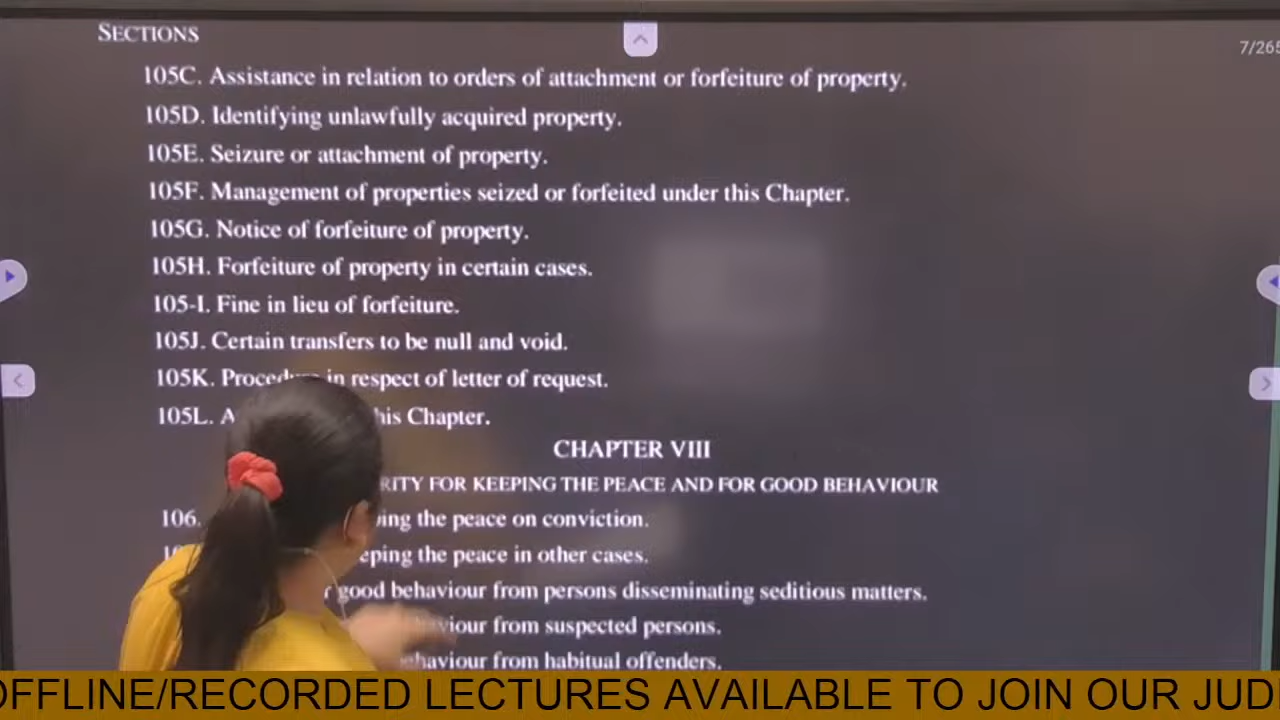 SECTIONS
7/265
105C. Assistance in relation to orders of attachment or forfeiture of property.
105D. Identifying unlawfully acquired property.
105E. Seizure or attachment of property.
105F. Management of properties seized or forfeited under this Chapter.
105G. Notice of forfeiture of property.
105H. Forfeiture of property in certain cases.
105-I. Fine in lieu of forfeiture.
105J. Certain transfers to be null and void.
105K. Procedure in respect of letter of request.
105L. his Chapter.
CHAPTER VIII
FOR KEEPING THE PEACE AND FOR GOOD BEHAVIOUR
106. the peace on conviction.
the peace in other cases.
good behaviour from persons disseminating seditious matters.
from suspected persons.
from habitual offenders.
OFFLINE/RECORDED LECTURES AVAILABLE TO JOIN OUR JUD